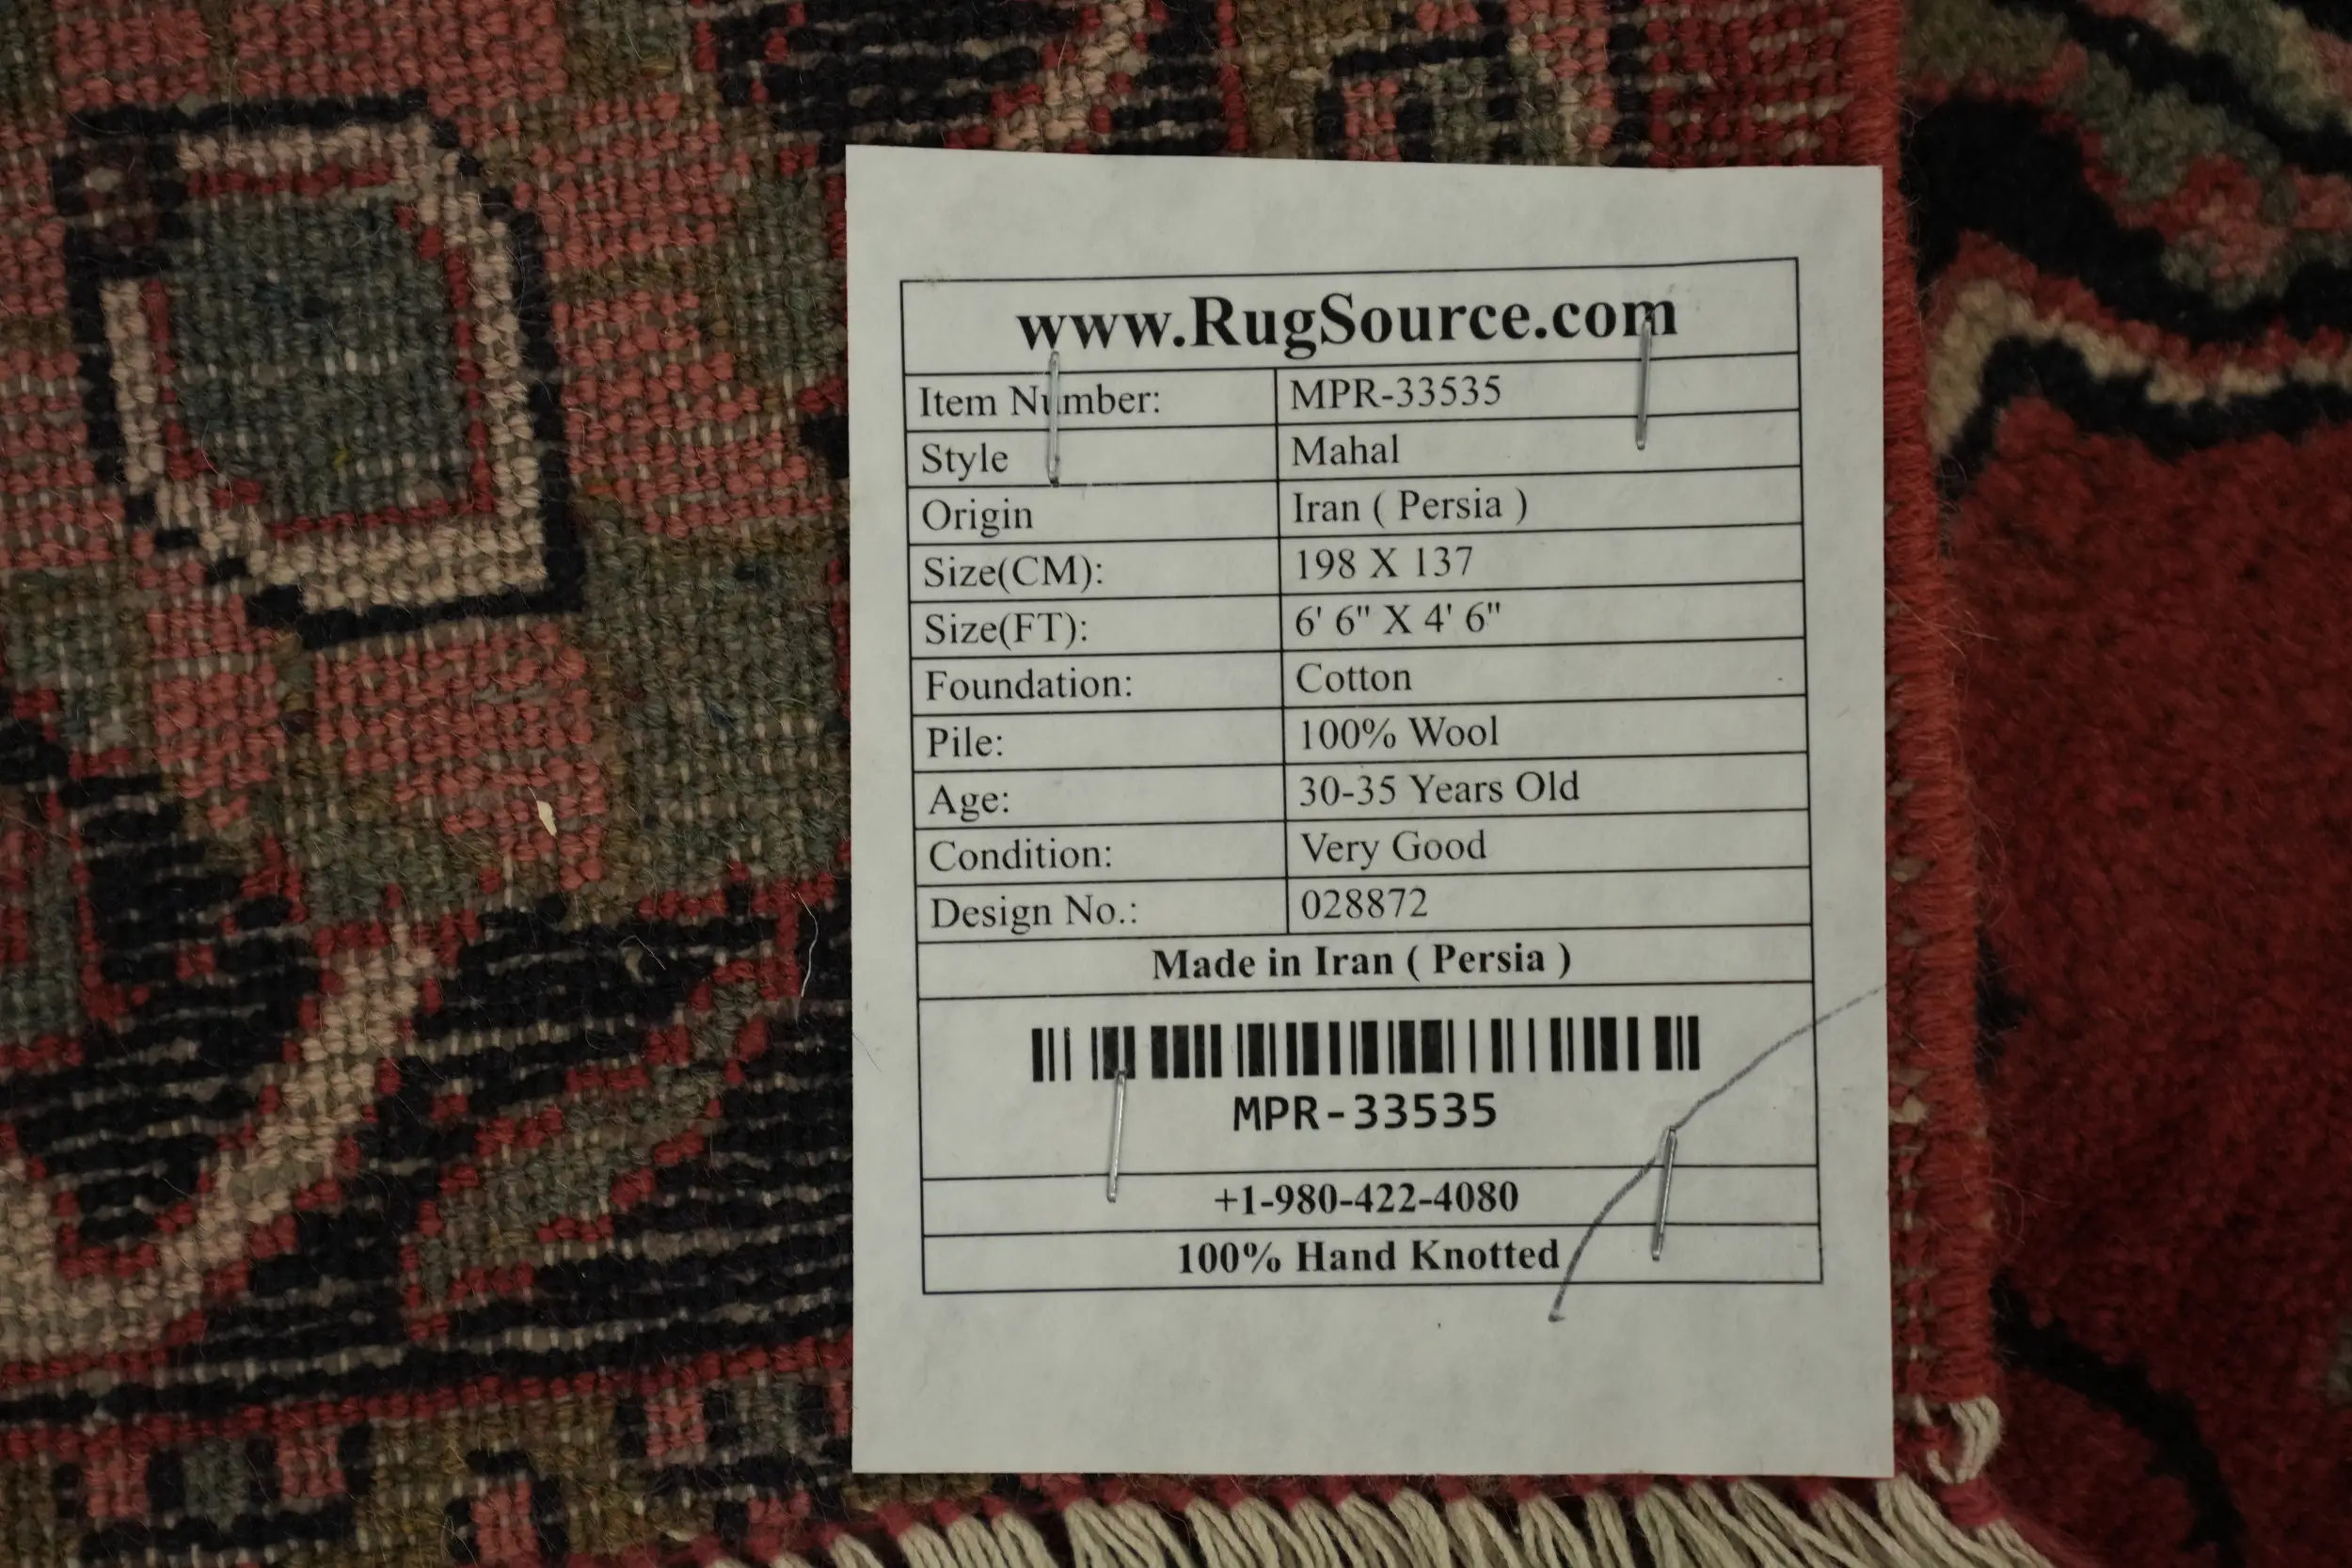 www.RugSource.com
Item Number: MPR-33535
Style Mahal
Origin Iran ( Persia )
Size(CM): 198 X 137
Size(FT): 6' 6" X 4' 6"
Foundation: Cotton
Pile: 100% Wool
Age: 30-35 Years Old
Condition: Very Good
Design No.: 028872
Made in Iran ( Persia )
MPR-33535
+1-980-422-4080
100% Hand Knotted